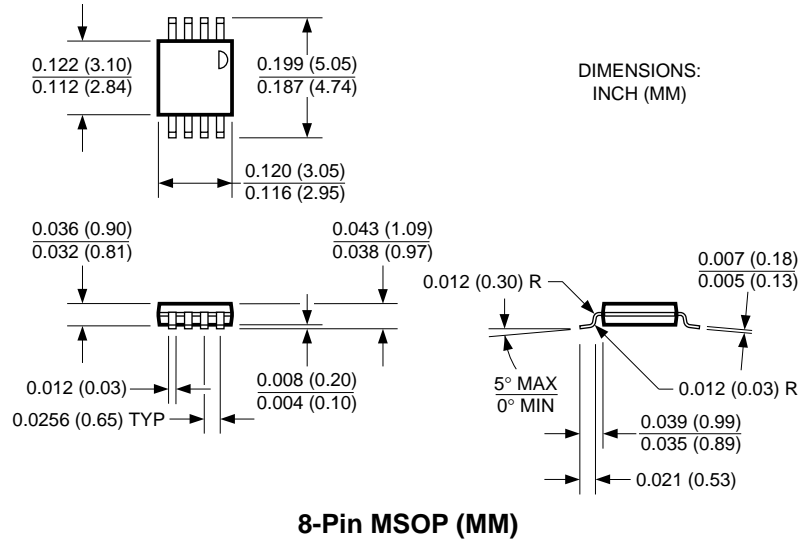 0.122 (3.10)
0.112 (2.84)
0.199 (5.05)
0.187 (4.74)
DIMENSIONS:
INCH (MM)
0.120 (3.05)
0.116 (2.95)
0.036 (0.90)
0.032 (0.81)
0.043 (1.09)
0.038 (0.97)
0.007 (0.18)
0.005 (0.13)
0.012 (0.30) R
0.012 (0.03)
0.008 (0.20)
0.004 (0.10)
5° MAX
0° MIN
0.012 (0.03) R
0.0256 (0.65) TYP
0.039 (0.99)
0.035 (0.89)
0.021 (0.53)
8-Pin MSOP (MM)